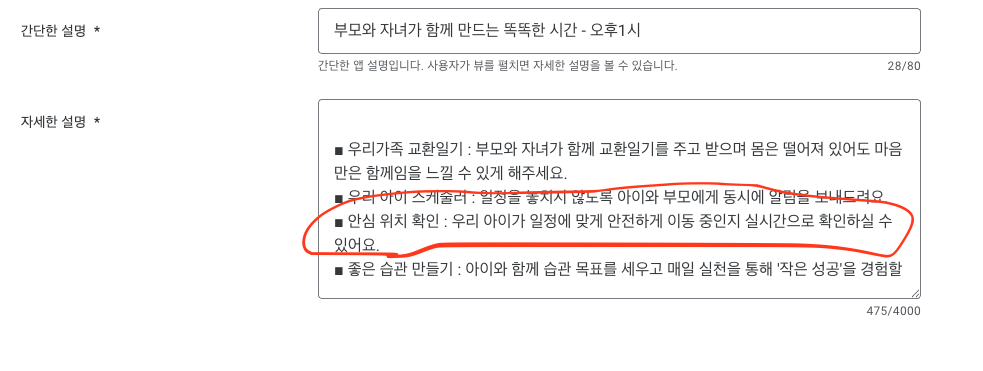 간단한 설명 *
부모와 자녀가 함께 만드는 똑똑한 시간 - 오후1시
간단한 앱 설명입니다. 사용자가 뷰를 펼치면 자세한 설명을 볼 수 있습니다.
28/80
자세한 설명 *
■ 우리가족 교환일기 : 부모와 자녀가 함께 교환일기를 주고 받으며 몸은 떨어져 있어도 마음
만은 함께임을 느낄 수 있게 해주세요.
■ 우리 아이 스케줄러 : 일정을 놓치지 않도록 아이와 부모에게 동시에 알림을 보내드려요.
■ 안심 위치 확인 : 우리 아이가 일정에 맞게 안전하게 이동 중인지 실시간으로 확인하실 수
있어요.
■ 좋은 습관 만들기 : 아이와 함께 습관 목표를 세우고 매일 실천을 통해 '작은 성공'을 경험할
475/4000